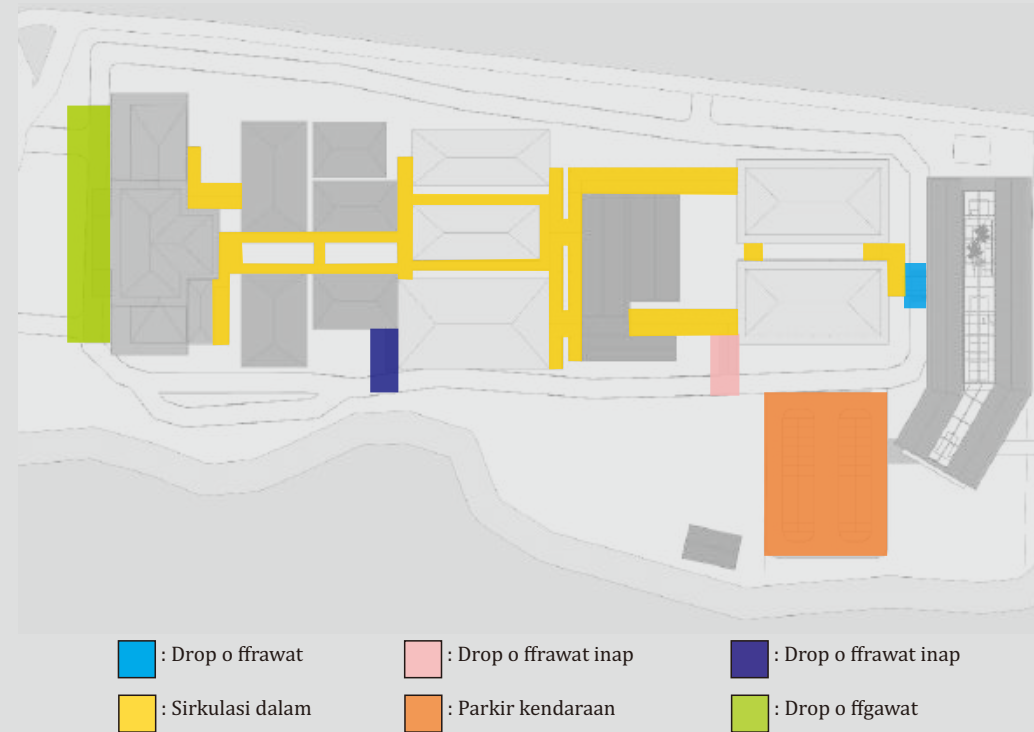 : Drop o ffrawat : Drop o ffrawat inap : Drop o ffrawat inap
: Sirkulasi dalam : Parkir kendaraan : Drop o ffgawat